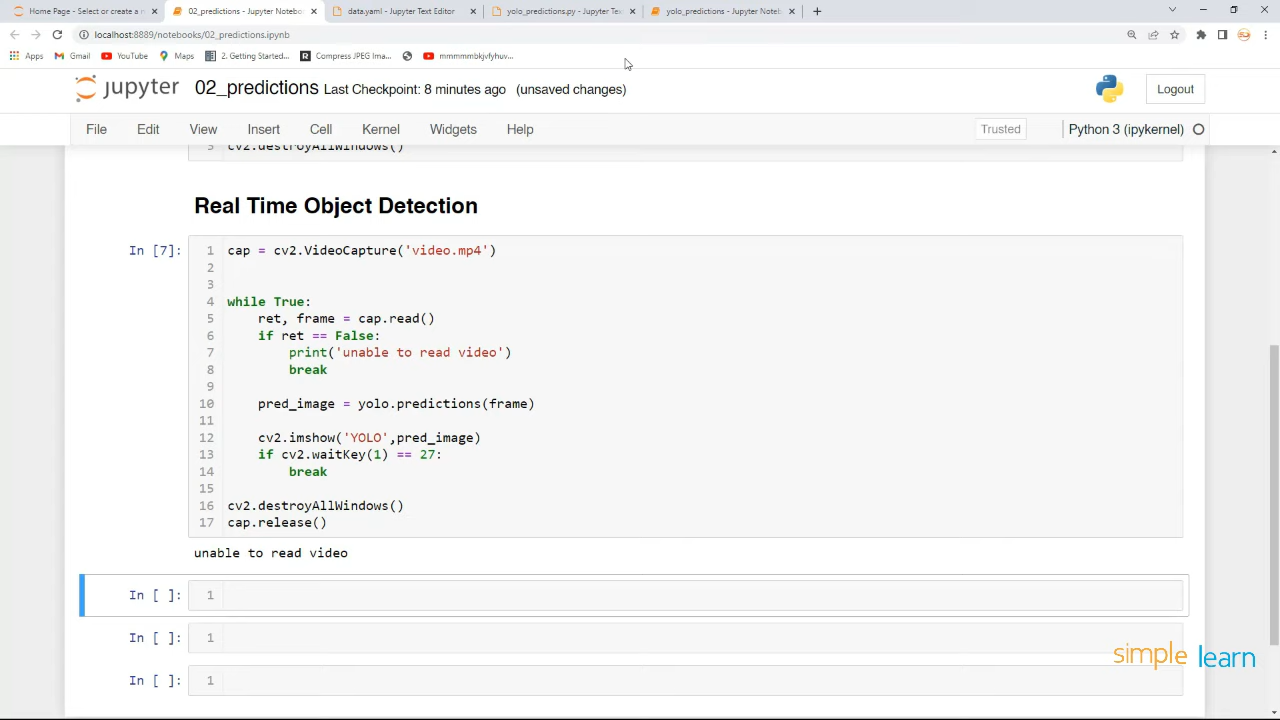 Home Page - Select or create a n
02_predictions - Jupyter Noteboo
data.yaml - Jupyter Text Editor
yolo_predictions.py - Jupyter Tex
yolo_predictions - Jupyter Noteb
localhost:8889/notebooks/02_predictions.ipynb
Apps
Gmail
YouTube
Maps
2. Getting Started...
Compress JPEG Ima...
mmmmmbkjvfyhuv...
jupyter 02_predictions Last Checkpoint: 8 minutes ago (unsaved changes)
Logout
File Edit View Insert Cell Kernel Widgets Help
Trusted
Python 3 (ipykernel)
3 cv2.destroyAllWindows()
Real Time Object Detection
In [7]:
1 cap = cv2.VideoCapture('video.mp4')
2
3
4 while True:
5 ret, frame = cap.read()
6 if ret == False:
7 print('unable to read video')
8 break
9
10 pred_image = yolo.predictions(frame)
11
12 cv2.imshow('YOLO',pred_image)
13 if cv2.waitKey(1) == 27:
14 break
15
16 cv2.destroyAllWindows()
17 cap.release()
unable to read video
In [ ]: 1
In [ ]: 1
In [ ]: 1
simplelearn